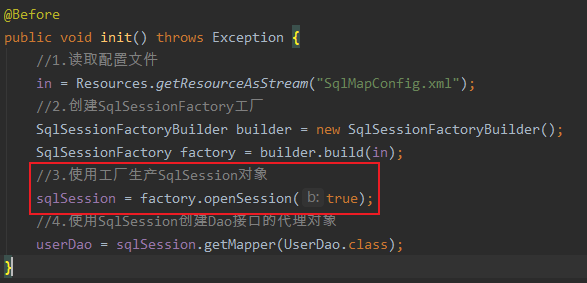 @Before
public void init() throws Exception {
//1.读取配置文件
in = Resources.getResourceAsStream("SqlMapConfig.xml");
//2.创建SqlSessionFactory工厂
SqlSessionFactoryBuilder builder = new SqlSessionFactoryBuilder();
SqlSessionFactory factory = builder.build(in);
//3.使用工厂生产SqlSession对象
sqlSession = factory.openSession( b: true);
//4.使用SqlSession创建Dao接口的代理对象
userDao = sqlSession.getMapper(UserDao.class);
}